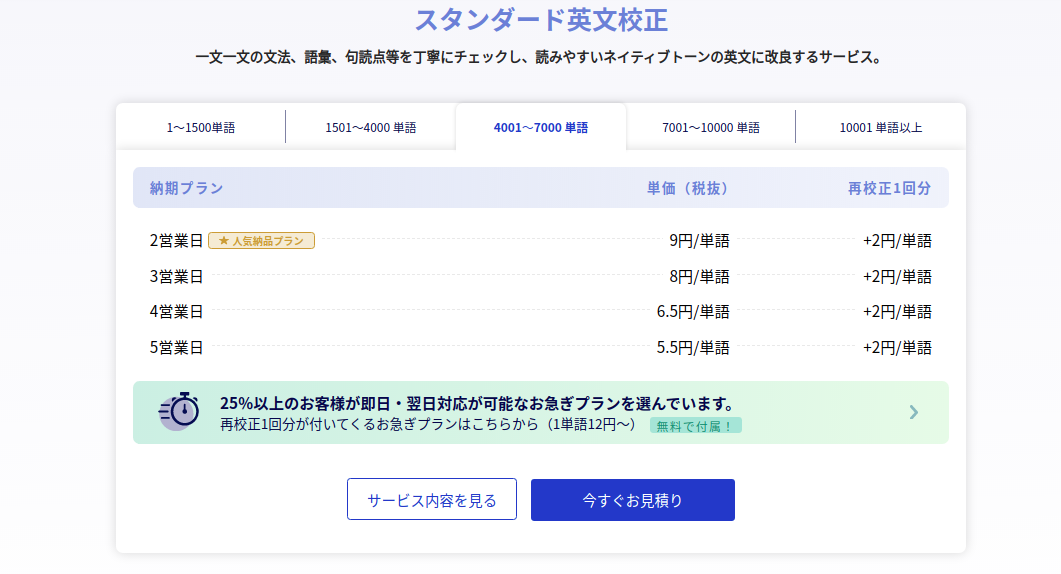 スタンダード英文校正
一文一文の文法、語彙、句読点等を丁寧にチェックし、読みやすいネイティブトーンの英文に改良するサービス。
1〜1500単語 1501〜4000 単語 4001〜7000 単語 7001〜10000 単語 10001 単語以上
納期プラン 単価（税抜） 再校正1回分
2営業日 ★ 人気納品プラン 9円/単語 +2円/単語
3営業日 8円/単語 +2円/単語
4営業日 6.5円/単語 +2円/単語
5営業日 5.5円/単語 +2円/単語
25%以上のお客様が即日・翌日対応が可能なお急ぎプランを選んでいます。
再校正1回分が付いてくるお急ぎプランはこちらから（1単語12円〜） 無料で付属！
サービス内容を見る 今すぐお見積り